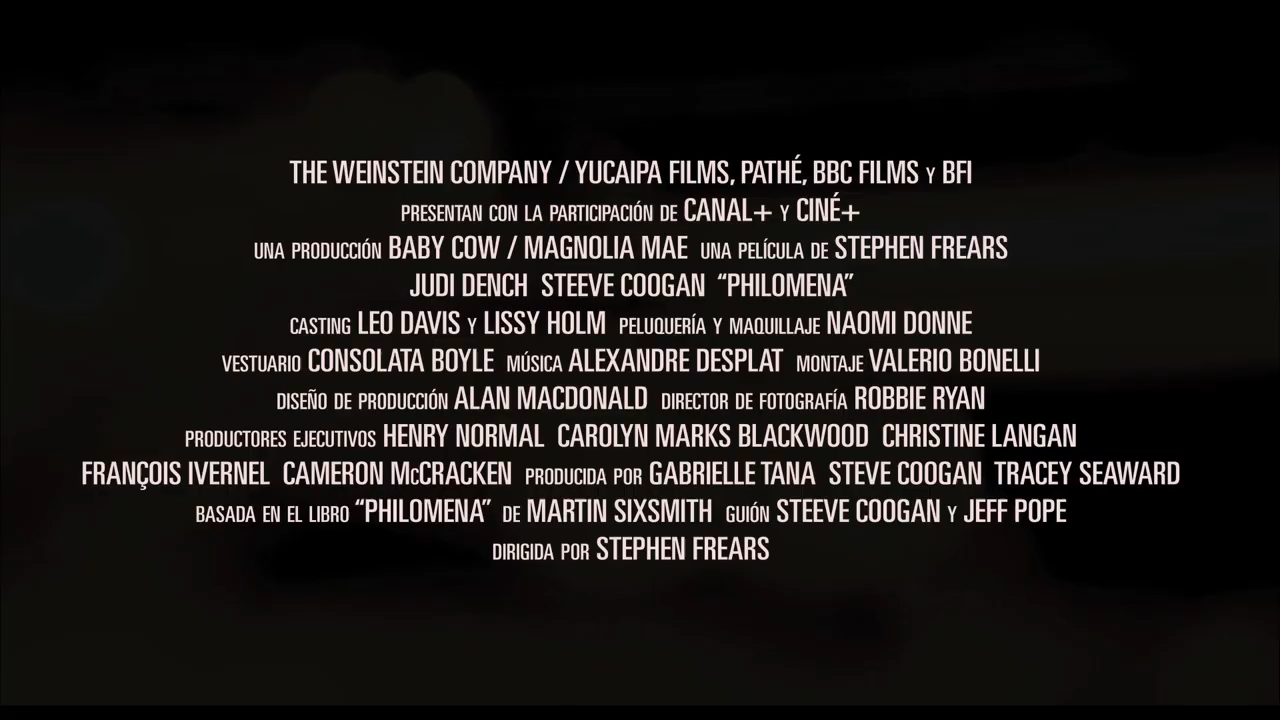 THE WEINSTEIN COMPANY / YUCAIPA FILMS, PATHÉ, BBC FILMS Y BFI
PRESENTAN CON LA PARTICIPACIÓN DE CANAL+ Y CINÉ+
UNA PRODUCCIÓN BABY COW / MAGNOLIA MAE UNA PELÍCULA DE STEPHEN FREARS
JUDI DENCH STEEVE COOGAN “PHILOMENA”
CASTING LEO DAVIS Y LISSY HOLM PELUQUERÍA Y MAQUILLAJE NAOMI DONNE
VESTUARIO CONSOLATA BOYLE MÚSICA ALEXANDRE DESPLAT MONTAJE VALERIO BONELLI
DISEÑO DE PRODUCCIÓN ALAN MACDONALD DIRECTOR DE FOTOGRAFÍA ROBBIE RYAN
PRODUCTORES EJECUTIVOS HENRY NORMAL CAROLYN MARKS BLACKWOOD CHRISTINE LANGAN
FRANÇOIS IVERNEL CAMERON McCRACKEN PRODUCIDA POR GABRIELLE TANA STEVE COOGAN TRACEY SEAWARD
BASADA EN EL LIBRO “PHILOMENA” DE MARTIN SIXSMITH GUIÓN STEEVE COOGAN Y JEFF POPE
DIRIGIDA POR STEPHEN FREARS